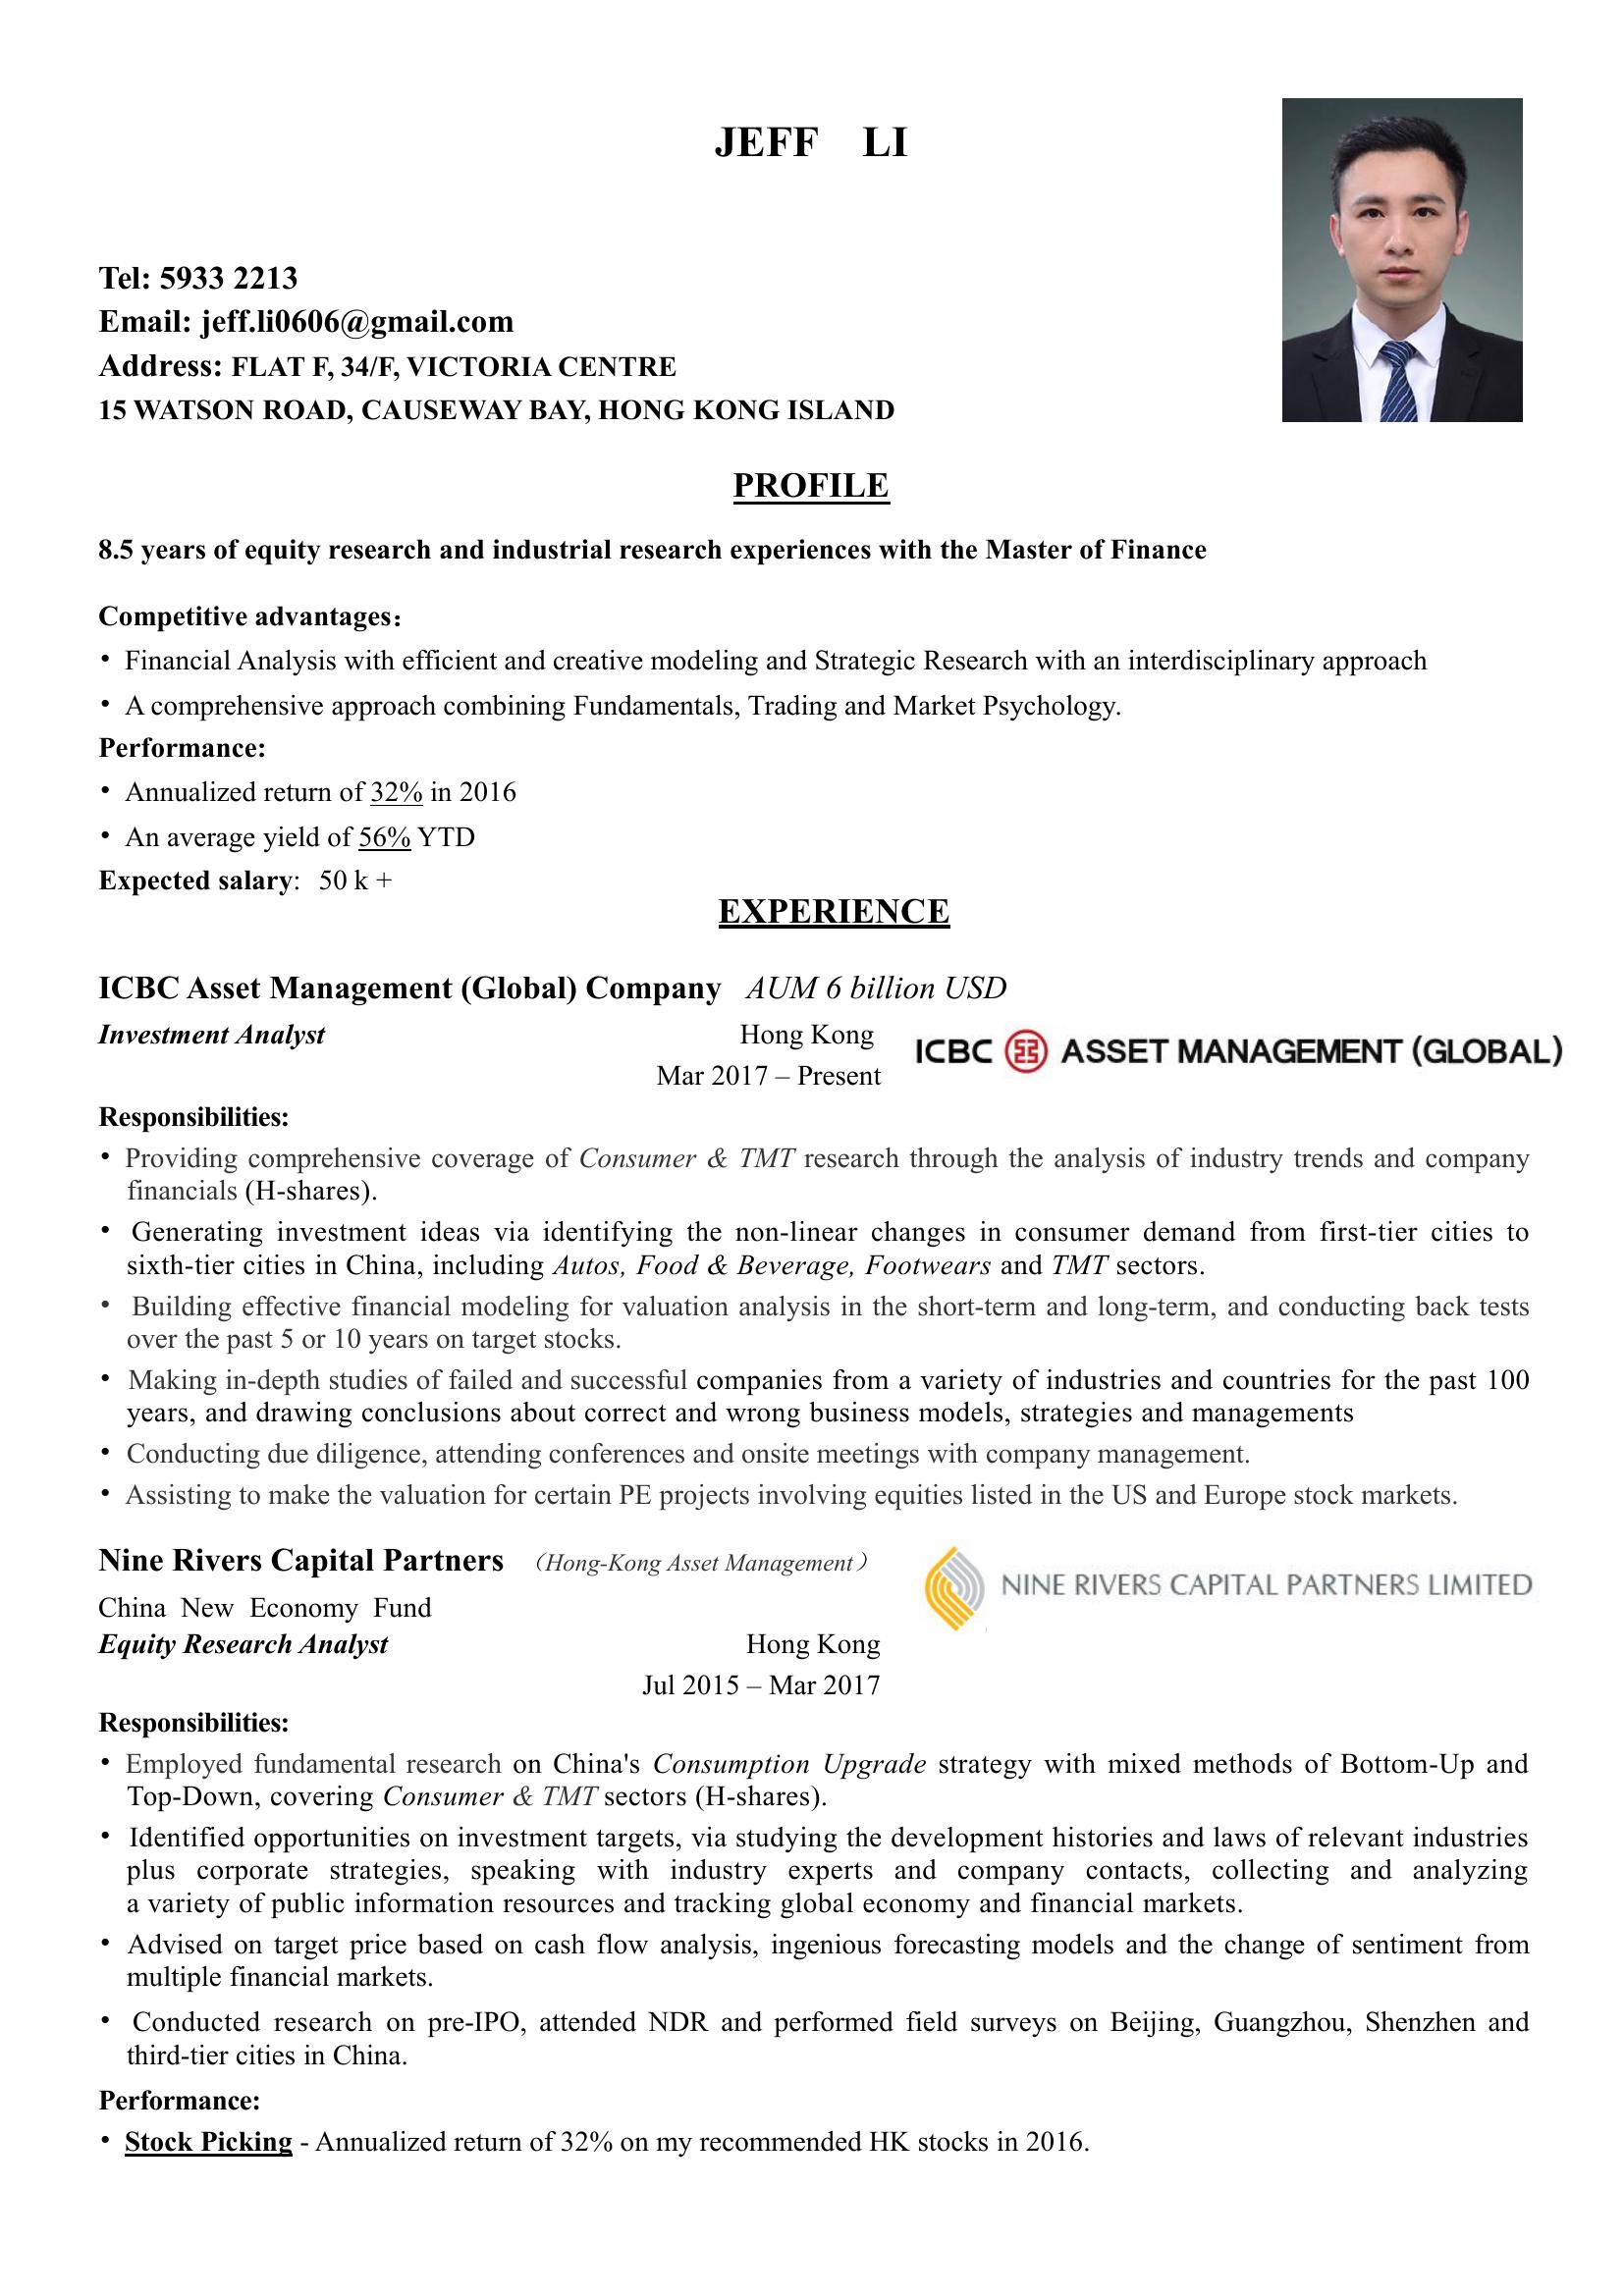 JEFF LI
Tel: 5933 2213
Email: jeff.li0606@gmail.com
Address: FLAT F, 34/F, VICTORIA CENTRE
15 WATSON ROAD, CAUSEWAY BAY, HONG KONG ISLAND
PROFILE
8.5 years of equity research and industrial research experiences with the Master of Finance
Competitive advantages：
• Financial Analysis with efficient and creative modeling and Strategic Research with an interdisciplinary approach
• A comprehensive approach combining Fundamentals, Trading and Market Psychology.
Performance:
• Annualized return of 32% in 2016
• An average yield of 56% YTD
Expected salary: 50 k +
EXPERIENCE
ICBC Asset Management (Global) Company AUM 6 billion USD
Investment Analyst Hong Kong
ICBC ASSET MANAGEMENT (GLOBAL)
Mar 2017 – Present
Responsibilities:
• Providing comprehensive coverage of Consumer & TMT research through the analysis of industry trends and company
financials (H-shares).
• Generating investment ideas via identifying the non-linear changes in consumer demand from first-tier cities to
sixth-tier cities in China, including Autos, Food & Beverage, Footwears and TMT sectors.
• Building effective financial modeling for valuation analysis in the short-term and long-term, and conducting back tests
over the past 5 or 10 years on target stocks.
• Making in-depth studies of failed and successful companies from a variety of industries and countries for the past 100
years, and drawing conclusions about correct and wrong business models, strategies and managements
• Conducting due diligence, attending conferences and onsite meetings with company management.
• Assisting to make the valuation for certain PE projects involving equities listed in the US and Europe stock markets.
Nine Rivers Capital Partners （Hong-Kong Asset Management）
NINE RIVERS CAPITAL PARTNERS LIMITED
China New Economy Fund
Equity Research Analyst Hong Kong
Jul 2015 – Mar 2017
Responsibilities:
• Employed fundamental research on China's Consumption Upgrade strategy with mixed methods of Bottom-Up and
Top-Down, covering Consumer & TMT sectors (H-shares).
• Identified opportunities on investment targets, via studying the development histories and laws of relevant industries
plus corporate strategies, speaking with industry experts and company contacts, collecting and analyzing
a variety of public information resources and tracking global economy and financial markets.
• Advised on target price based on cash flow analysis, ingenious forecasting models and the change of sentiment from
multiple financial markets.
• Conducted research on pre-IPO, attended NDR and performed field surveys on Beijing, Guangzhou, Shenzhen and
third-tier cities in China.
Performance:
• Stock Picking - Annualized return of 32% on my recommended HK stocks in 2016.